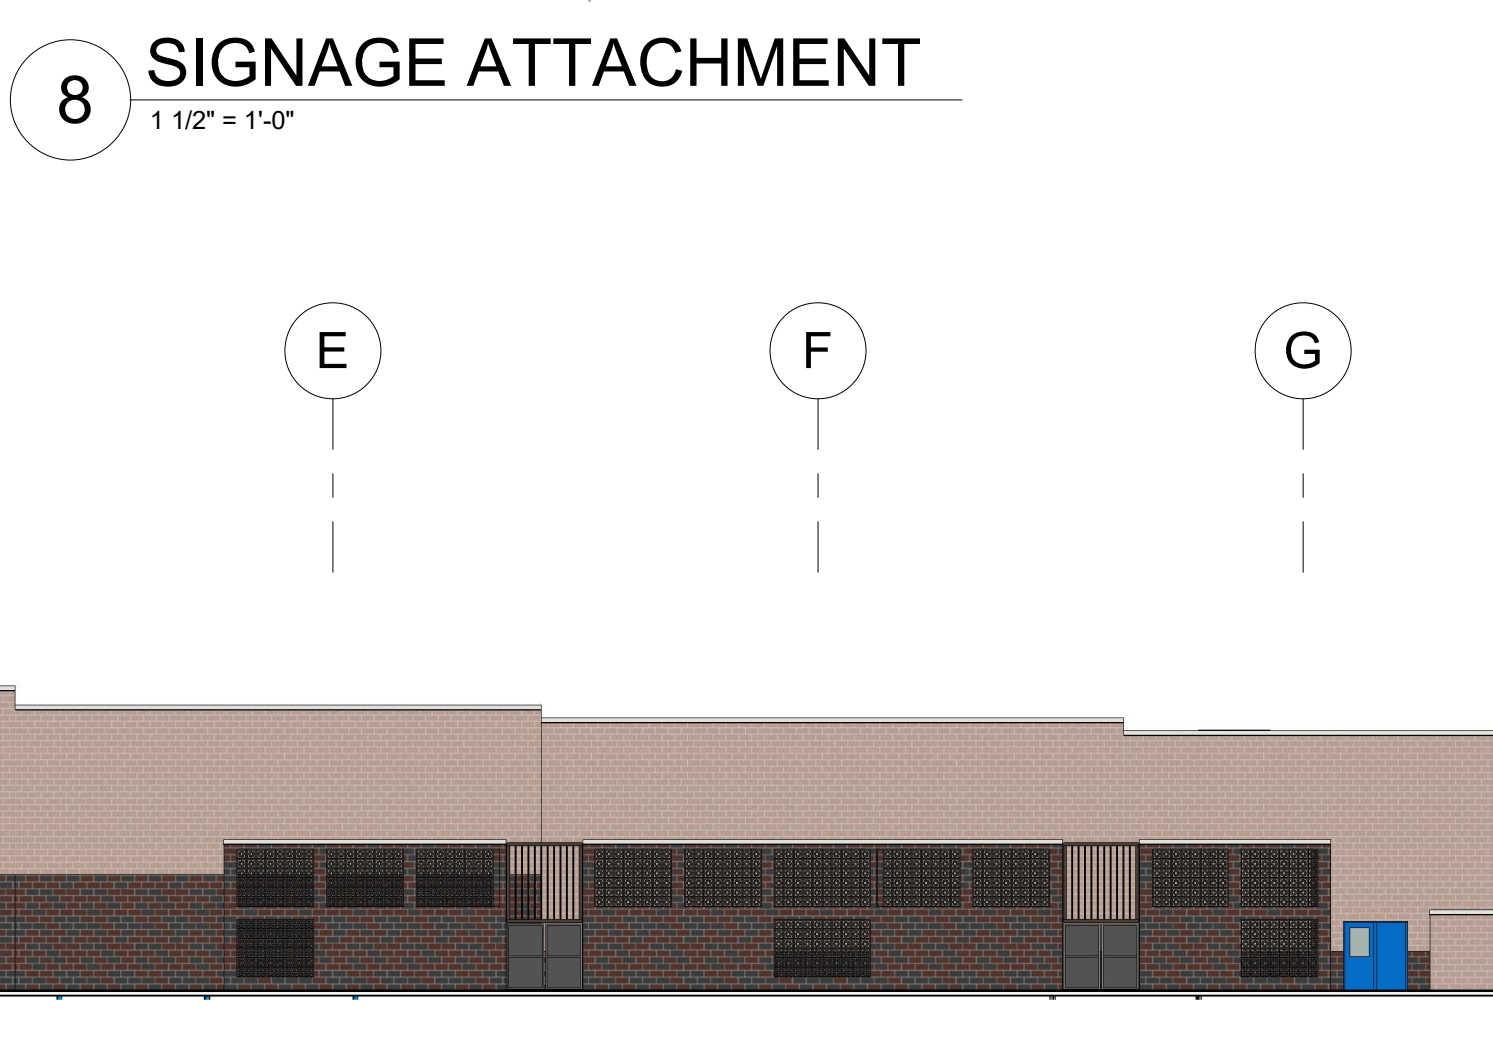 8
SIGNAGE ATTACHMENT
1 1/2" = 1'-0"
E
F
G